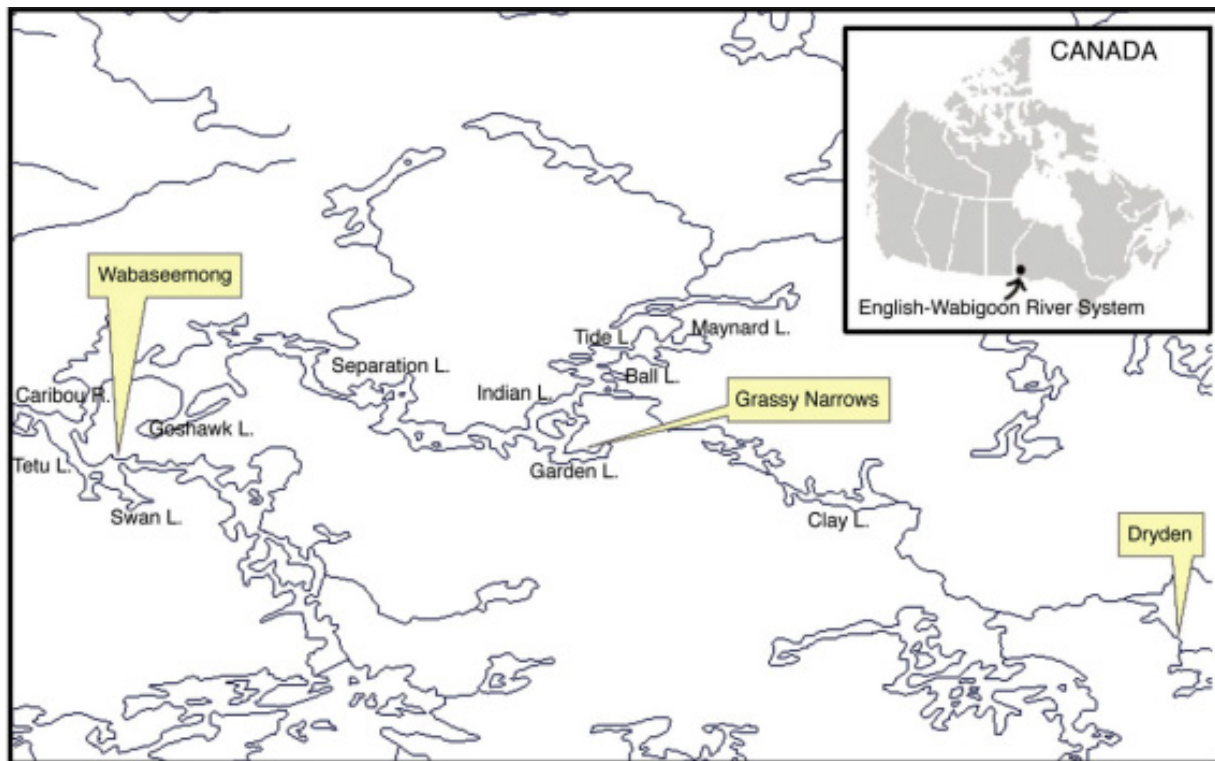 CANADA
English-Wabigoon River System
Wabaseemong
Tide L.
Maynard L.
Separation L.
Ball L.
Indian L.
Caribou R.
Grassy Narrows
Goshawk L.
Tetu L.
Garden L.
Swan L.
Clay L.
Dryden